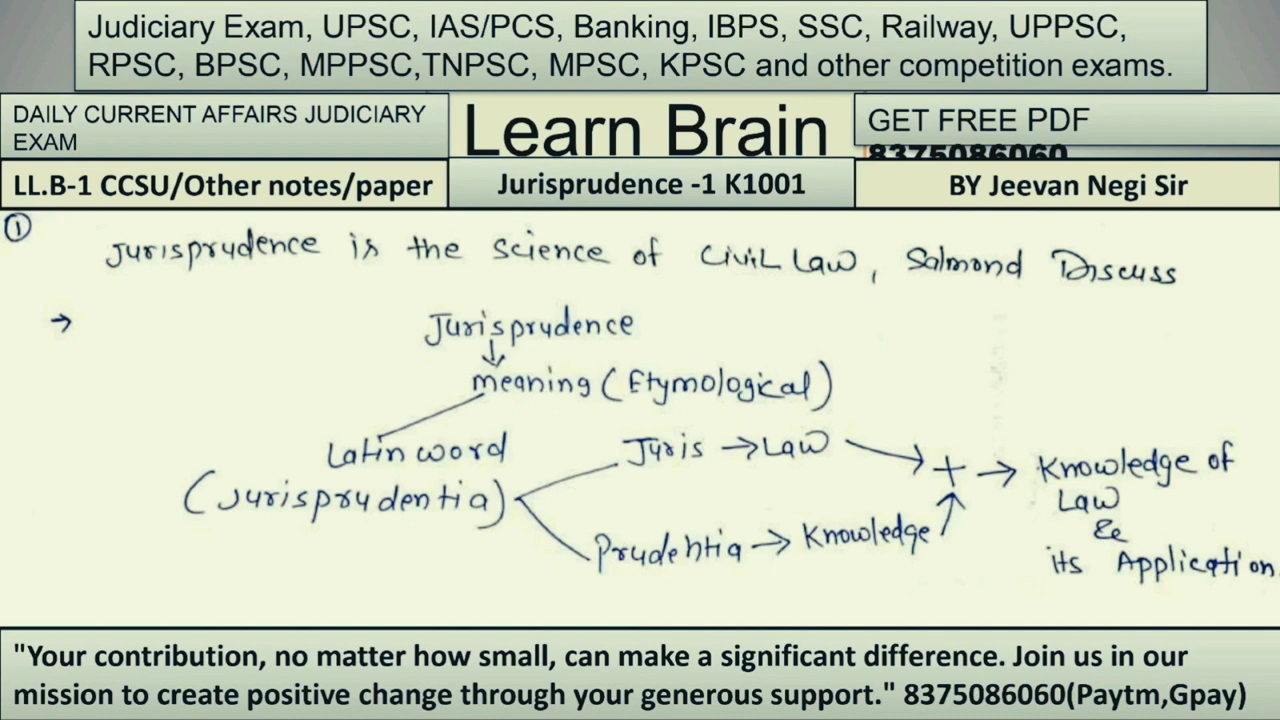 Judiciary Exam, UPSC, IAS/PCS, Banking, IBPS, SSC, Railway, UPPSC,
RPSC, BPSC, MPPSC,TNPSC, MPSC, KPSC and other competition exams.
DAILY CURRENT AFFAIRS JUDICIARY
EXAM
Learn Brain
GET FREE PDF
8375086060
LL.B-1 CCSU/Other notes/paper
Jurisprudence -1 K1001
BY Jeevan Negi Sir
① Jurisprudence is the science of Civil Law, Salmond Discuss
→ Jurisprudence
↓
meaning (Etymological)
Latin word
(Jurisprudentia)
Juris → Law
Prudentia → Knowledge
+ → Knowledge of
Law
&
its Application
"Your contribution, no matter how small, can make a significant difference. Join us in our
mission to create positive change through your generous support." 8375086060(Paytm,Gpay)